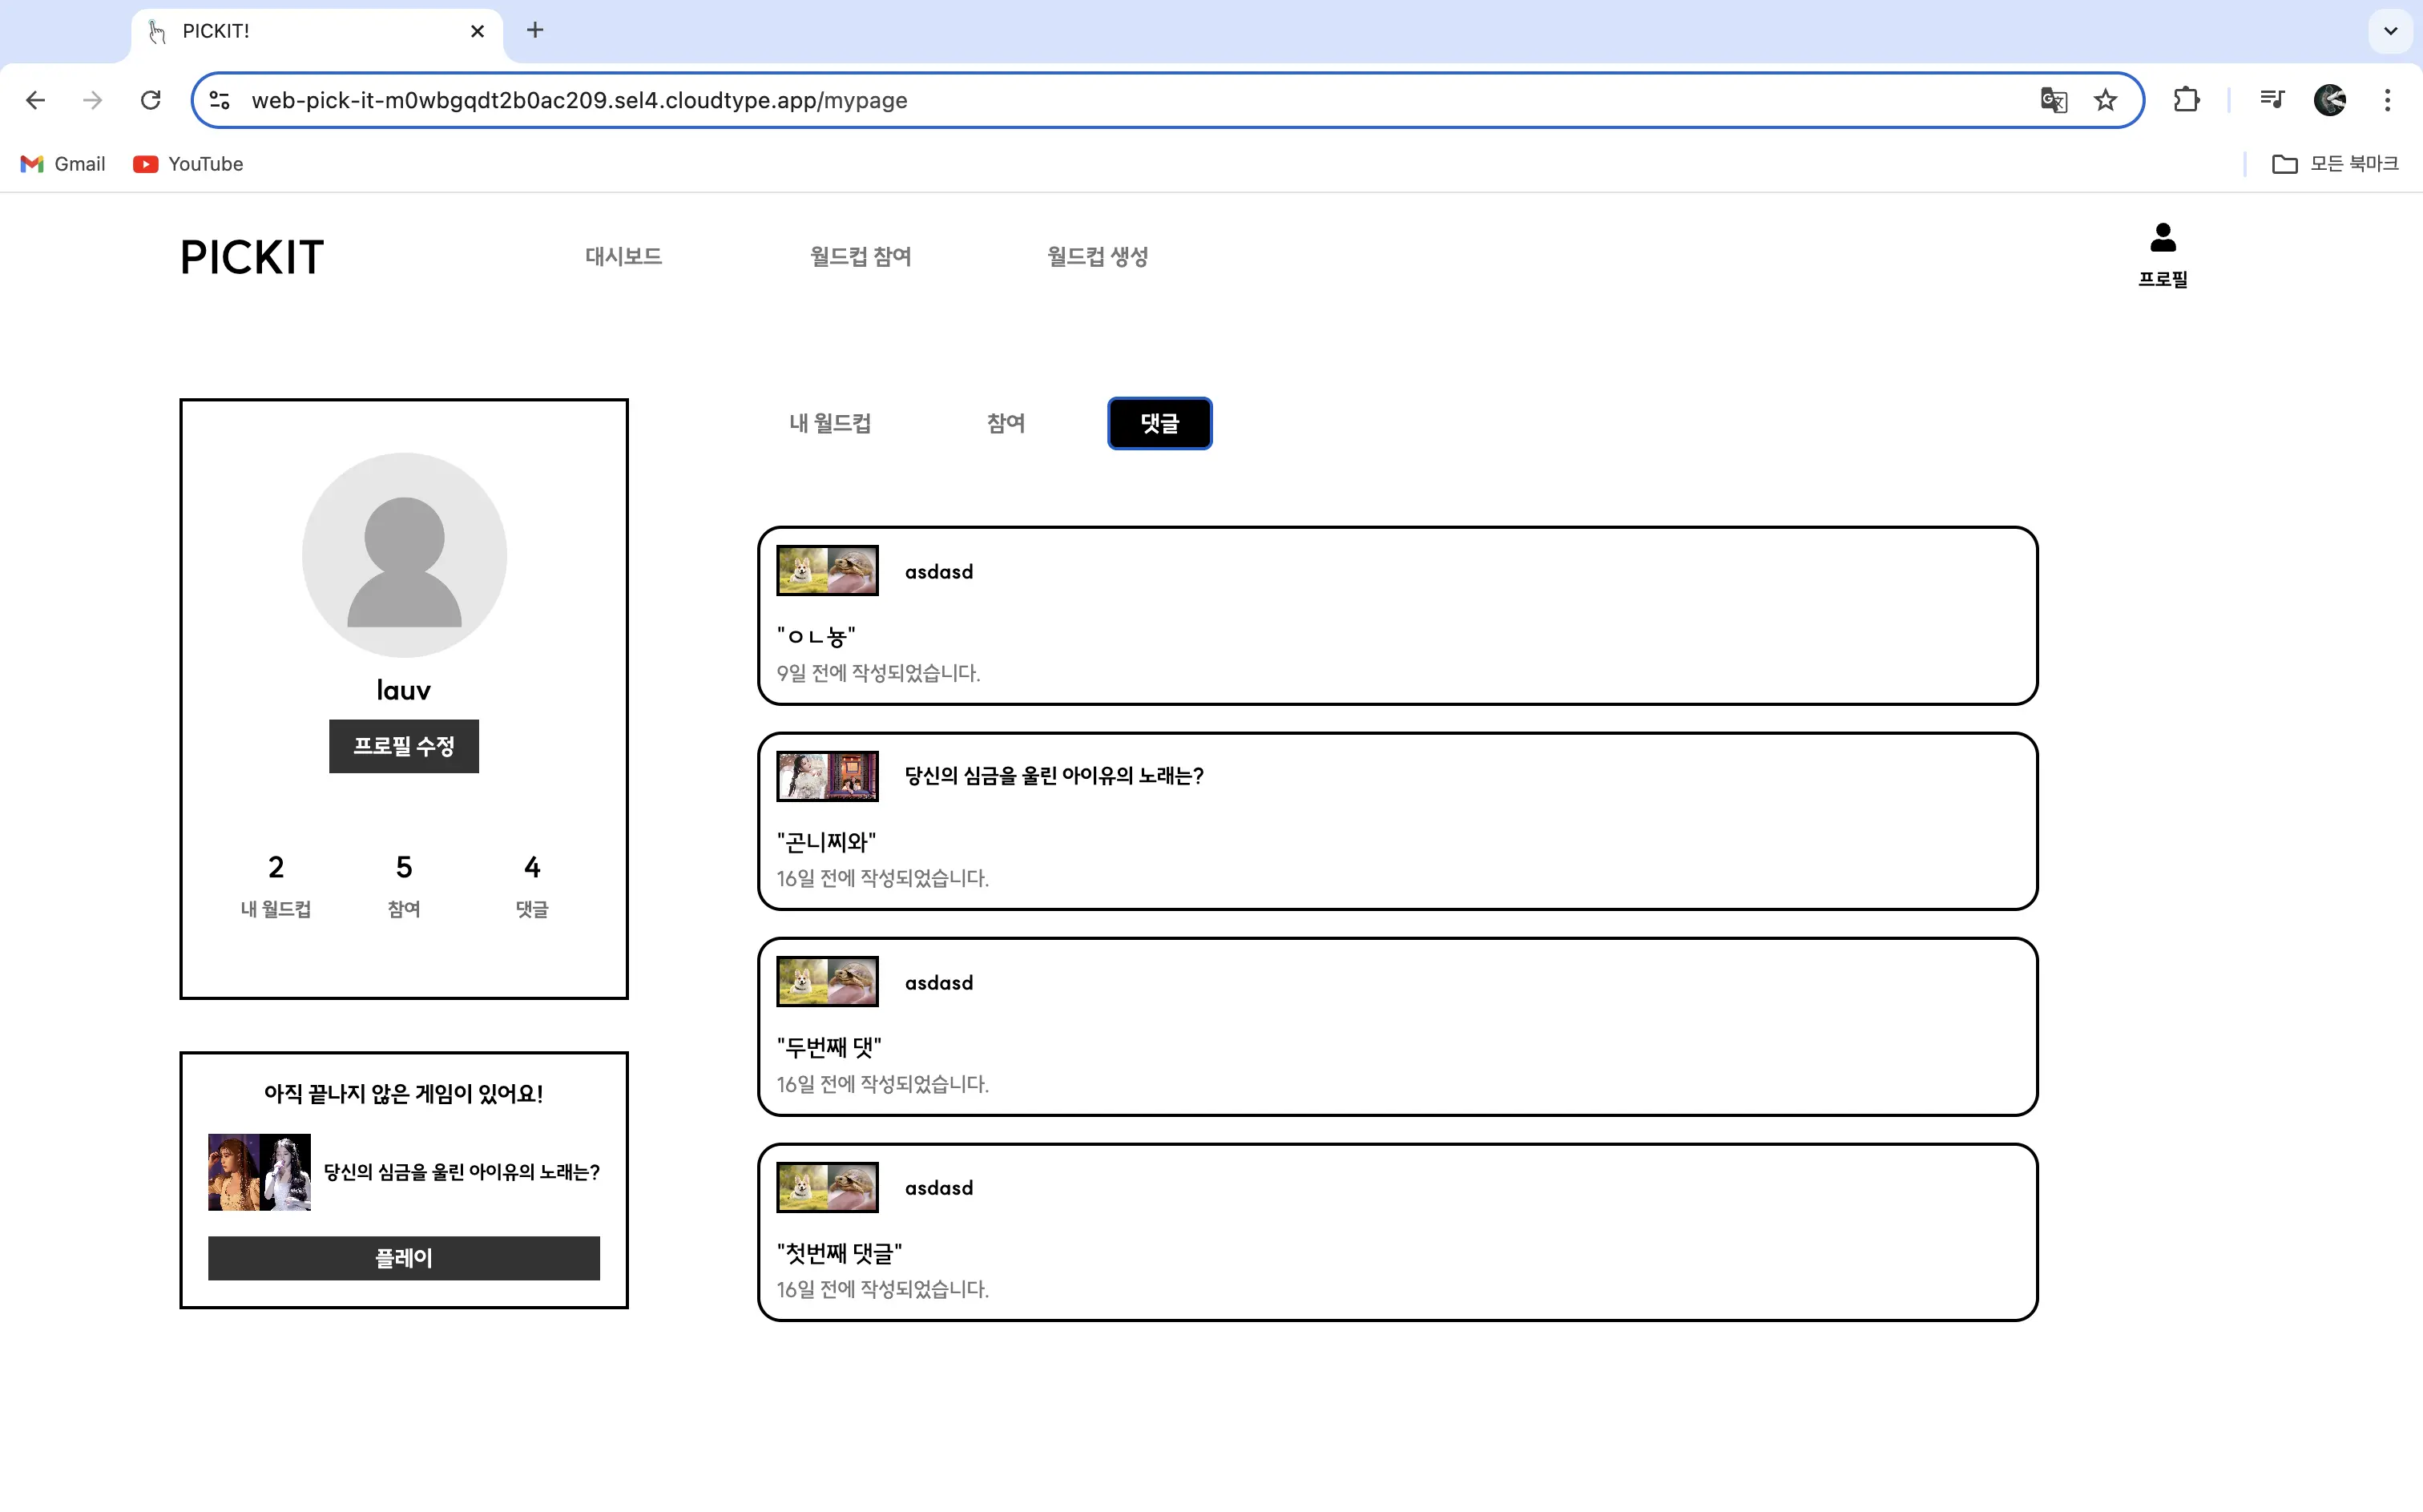 PICKIT!
web-pick-it-m0wbgqdt2b0ac209.sel4.cloudtype.app/mypage
Gmail
YouTube
모든 북마크
PICKIT
대시보드
월드컵 참여
월드컵 생성
프로필
lauv
프로필 수정
2
5
4
내 월드컵
참여
댓글
아직 끝나지 않은 게임이 있어요!
당신의 심금을 울린 아이유의 노래는?
플레이
내 월드컵
참여
댓글
asdasd
"ㅇㄴ뇽"
9일 전에 작성되었습니다.
당신의 심금을 울린 아이유의 노래는?
"곤니찌와"
16일 전에 작성되었습니다.
asdasd
"두번째 댓"
16일 전에 작성되었습니다.
asdasd
"첫번째 댓글"
16일 전에 작성되었습니다.